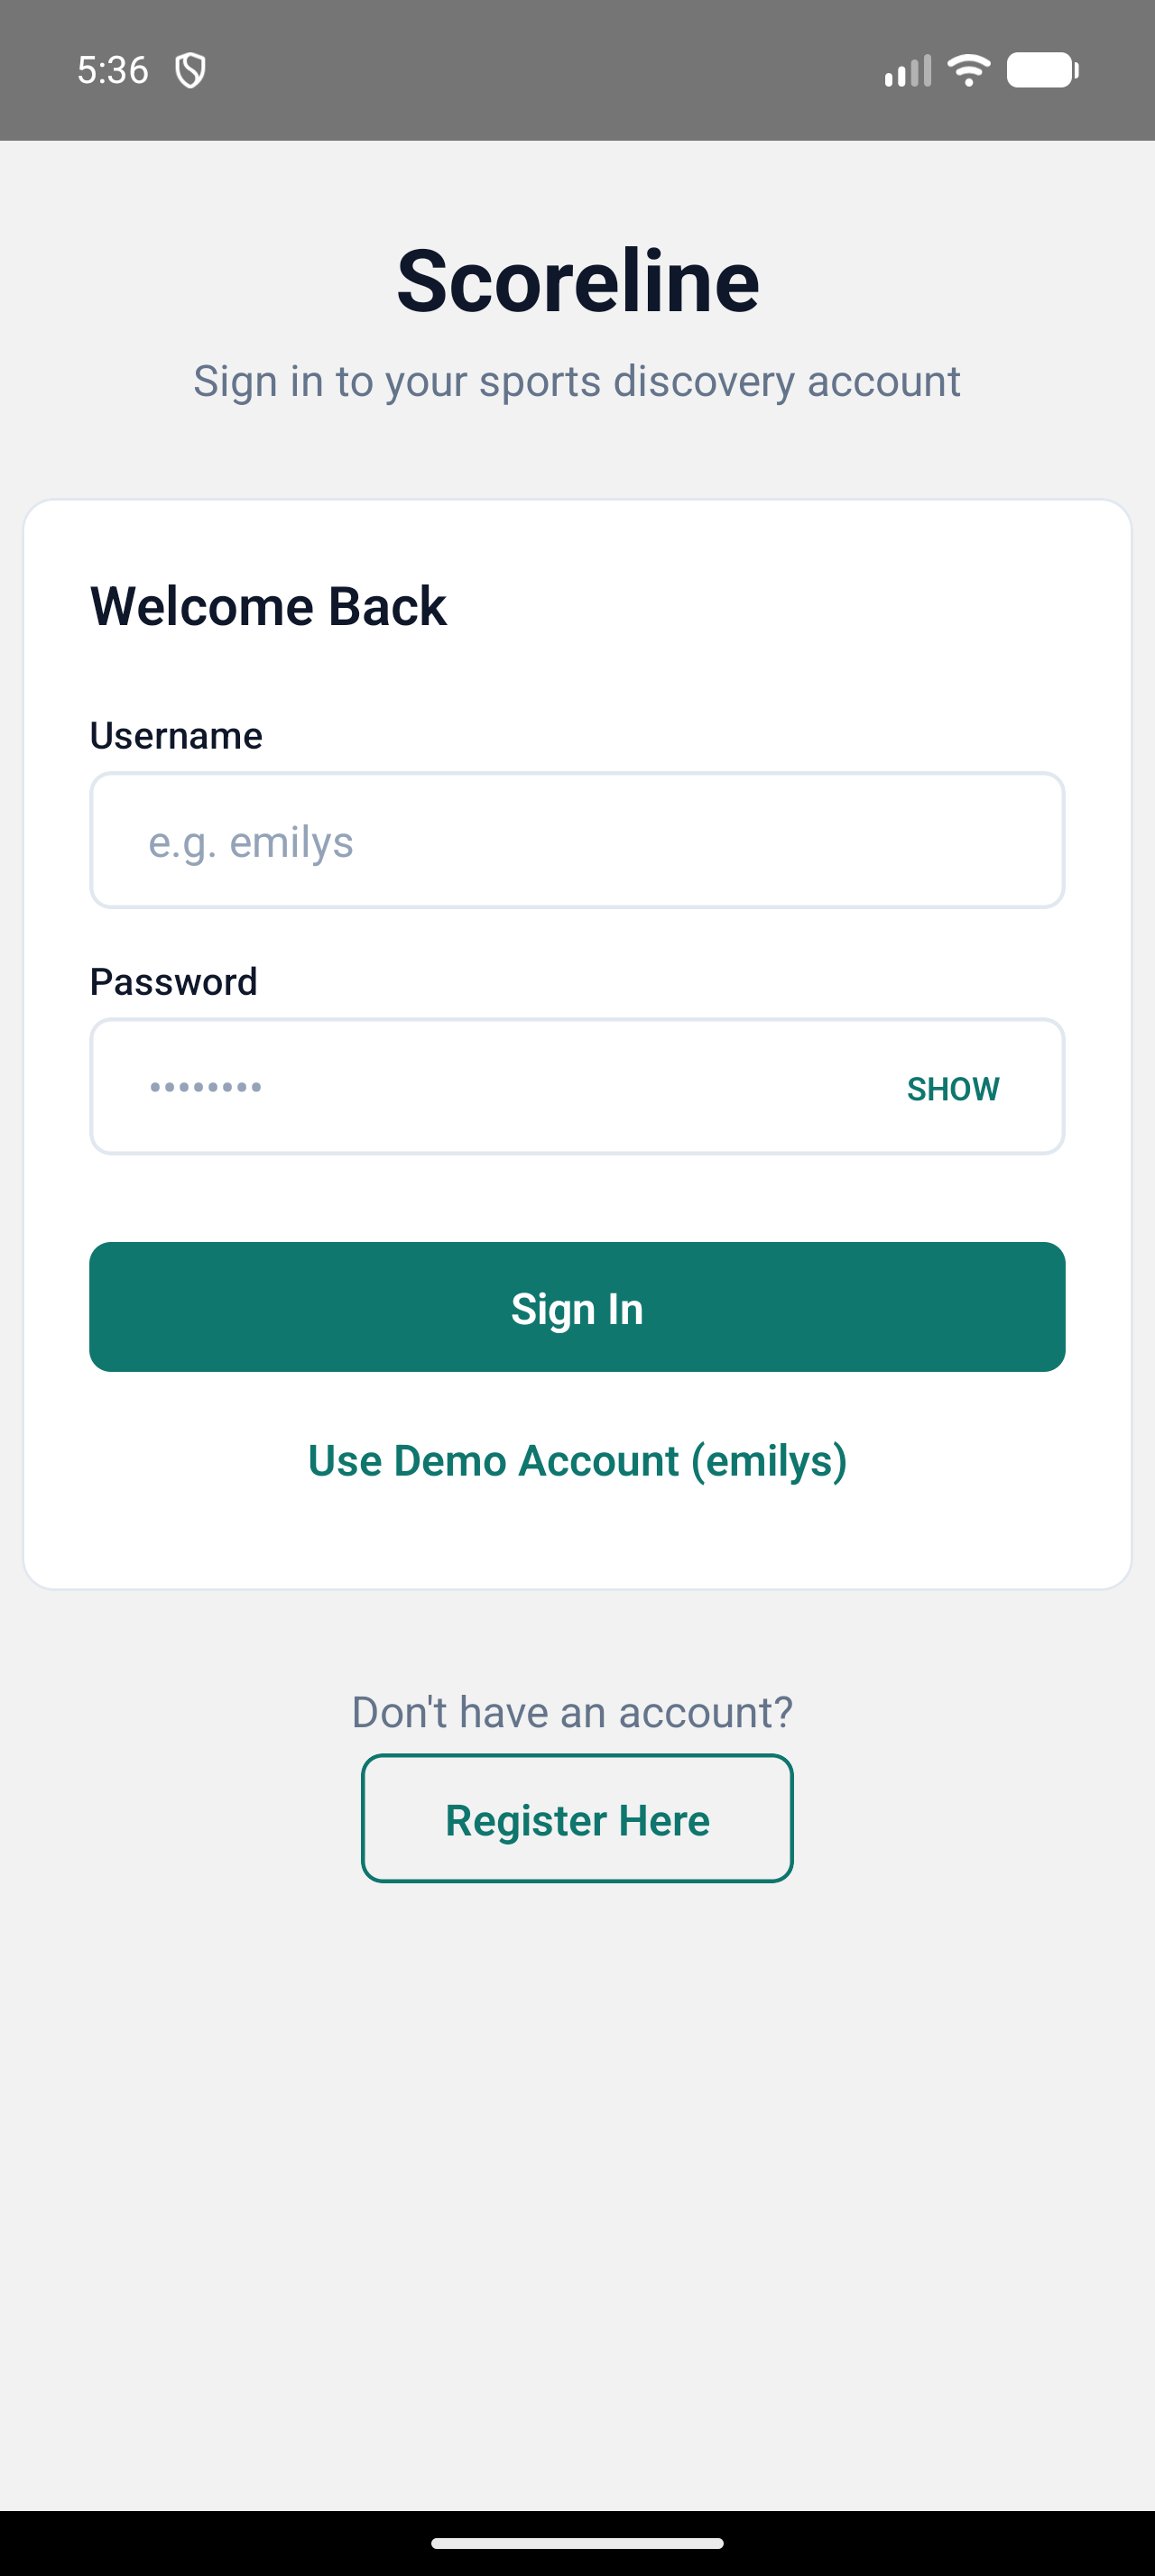 5:36
Scoreline
Sign in to your sports discovery account
Welcome Back
Username
e.g. emilys
Password
••••••••
SHOW
Sign In
Use Demo Account (emilys)
Don't have an account?
Register Here